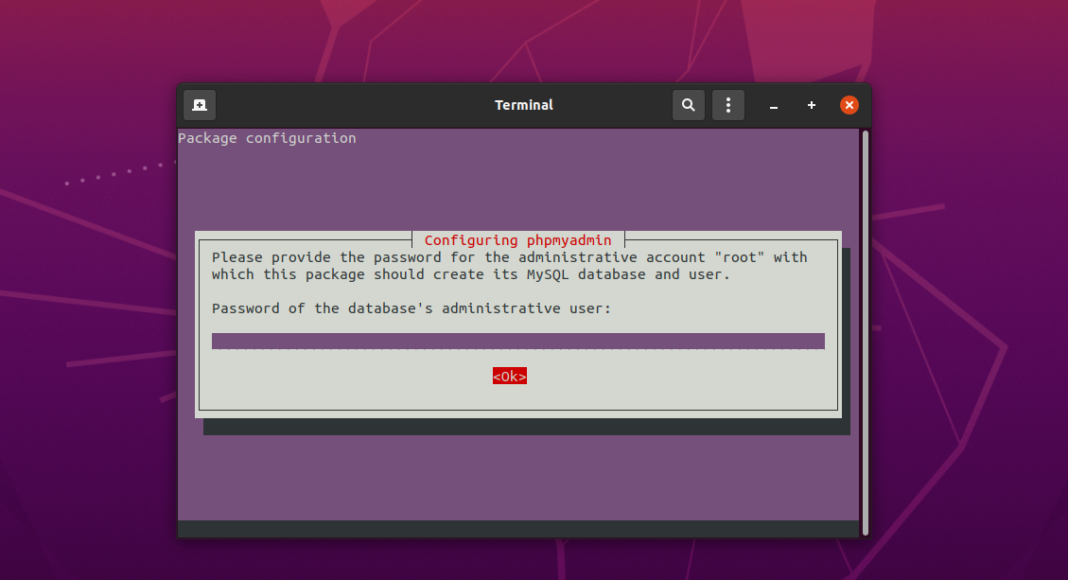 Terminal
Package configuration
Configuring phpmyadmin
Please provide the password for the administrative account "root" with
which this package should create its MySQL database and user.
Password of the database's administrative user:
<Ok>